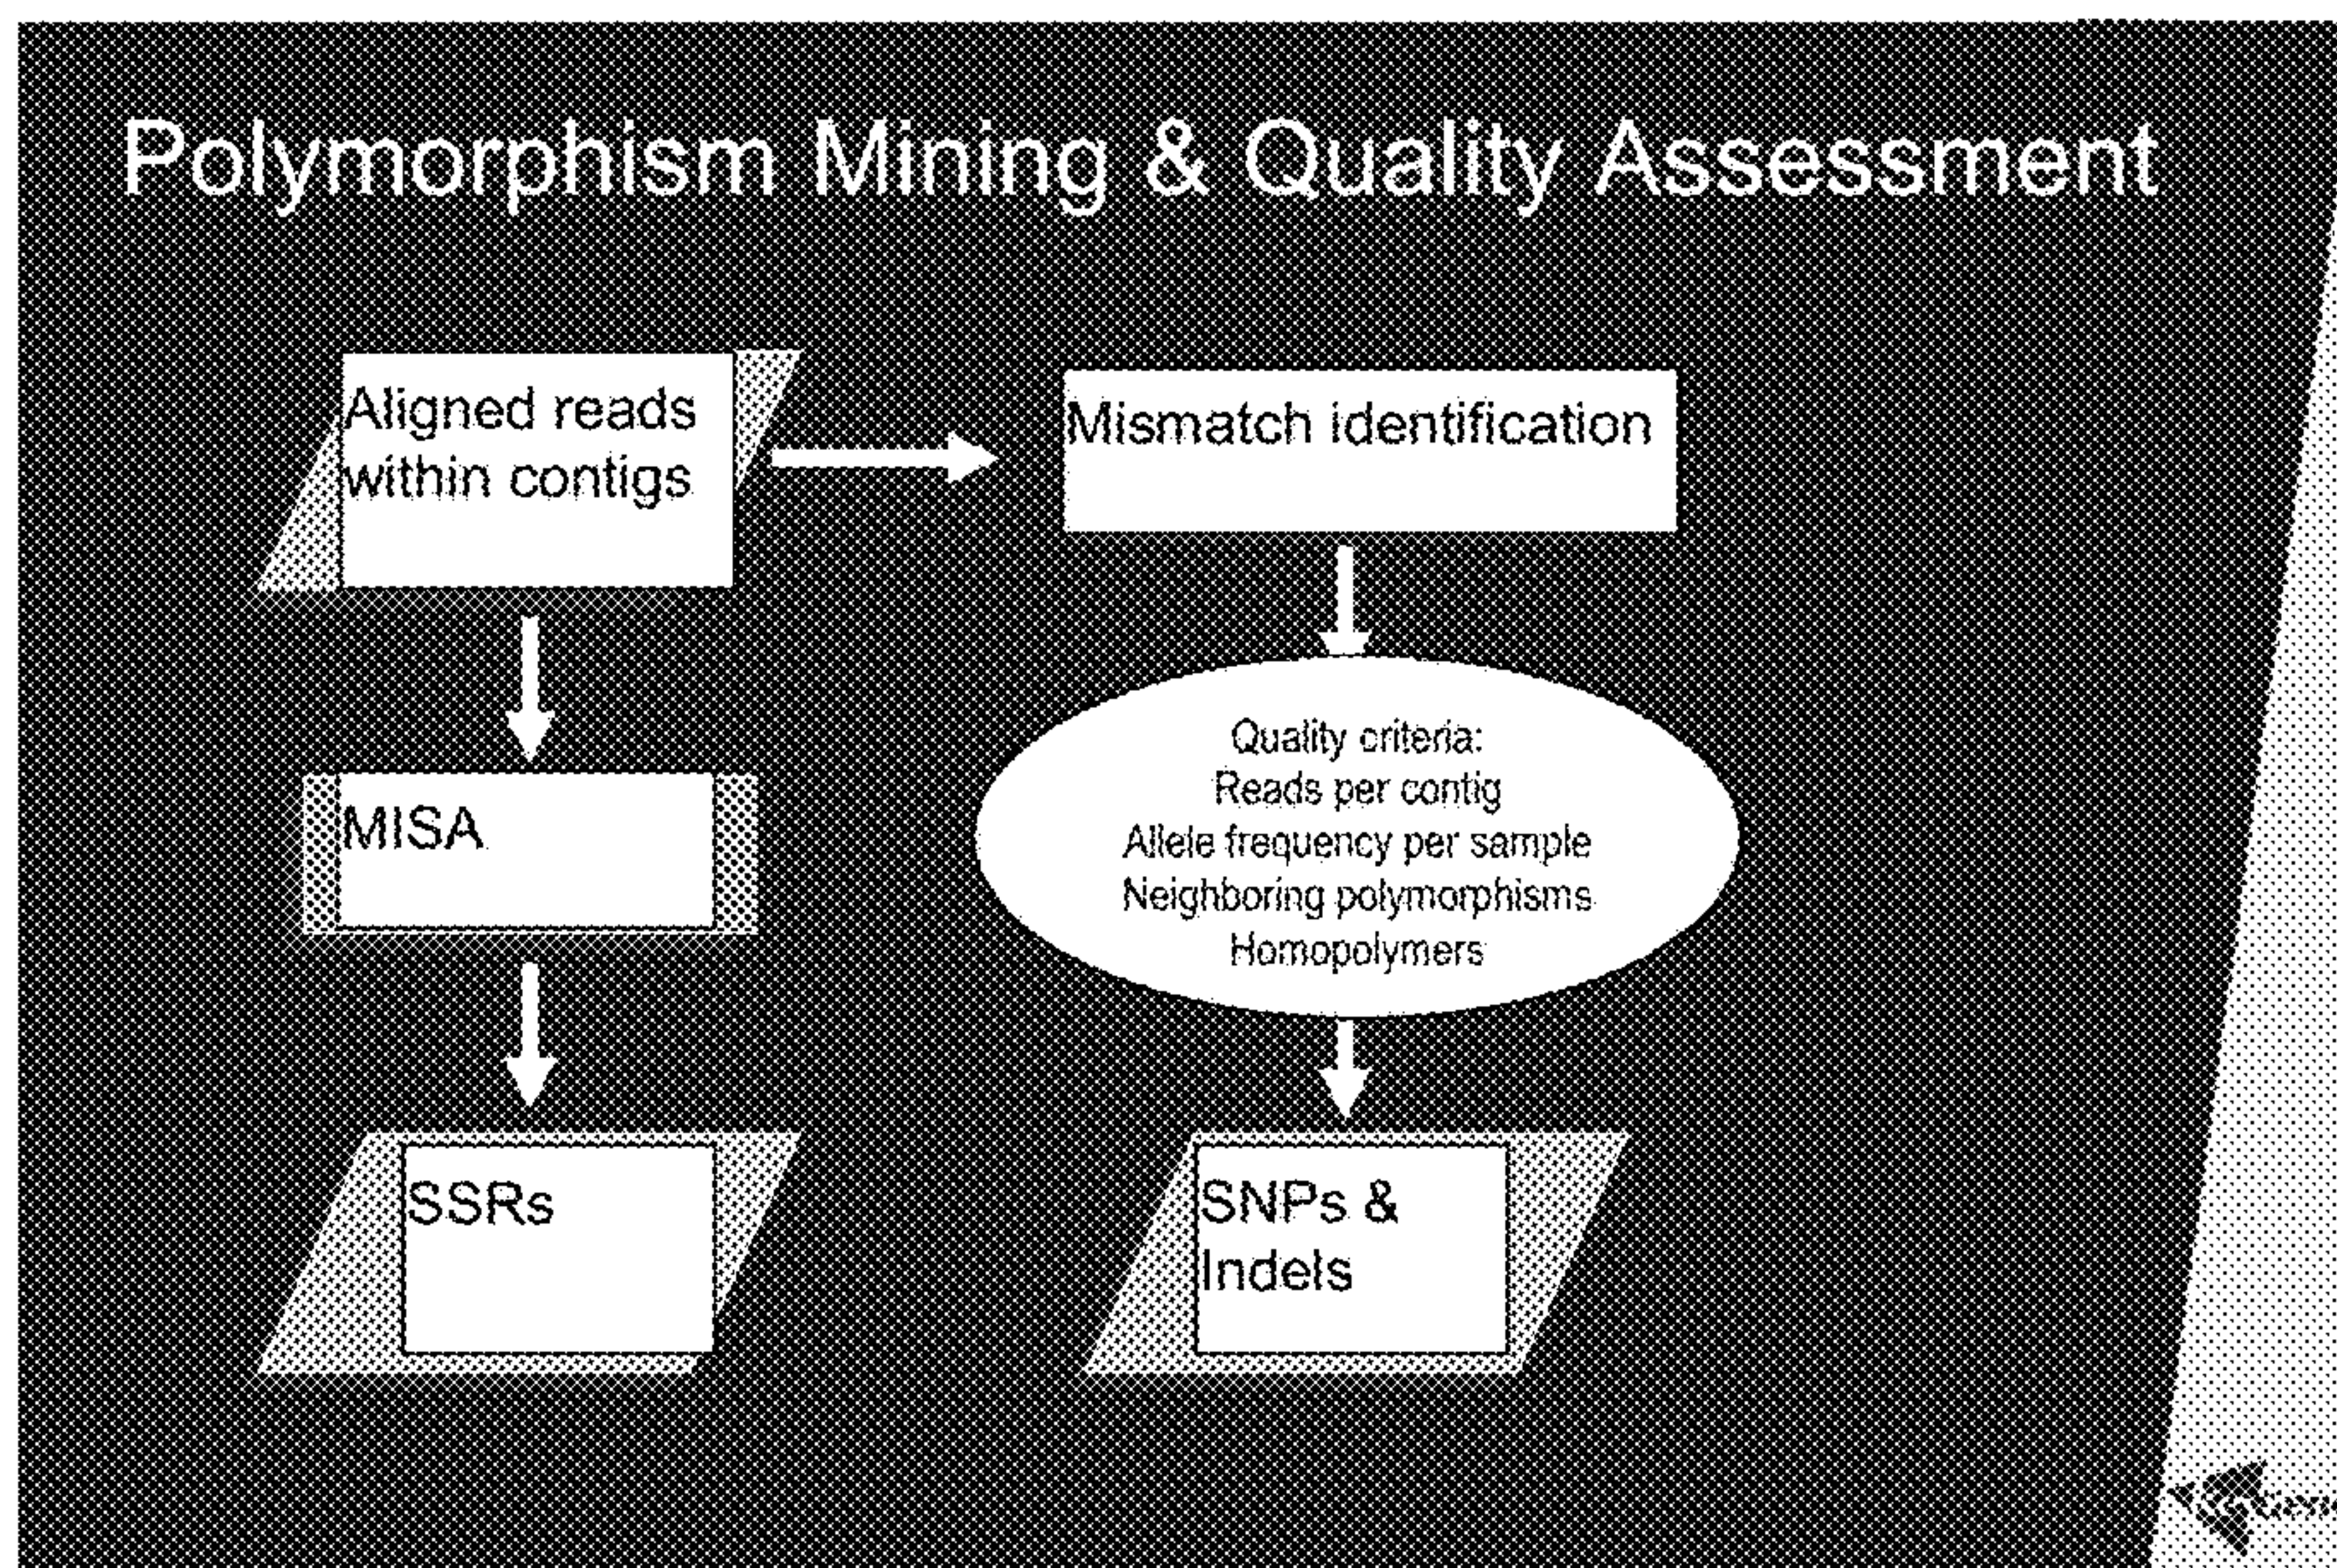 Polymorphism Mining & Quality Assessment
Aligned reads
within contigs
Mismatch identification
MISA
Quality criteria:
Reads per contig
Allele frequency per sample
Neighboring polymorphisms
Homopolymers
SSRs
SNPs &
Indels